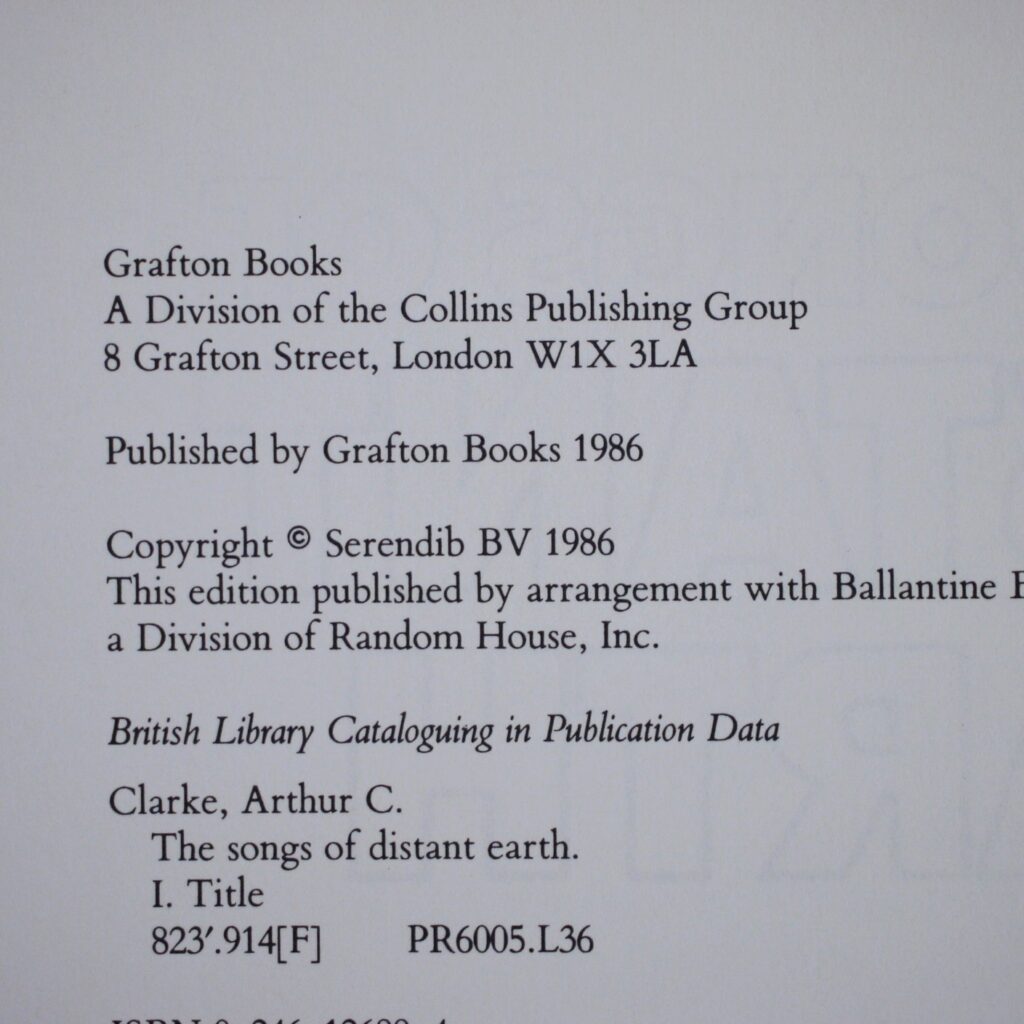 Grafton Books
A Division of the Collins Publishing Group
8 Grafton Street, London W1X 3LA
Published by Grafton Books 1986
Copyright © Serendib BV 1986
This edition published by arrangement with Ballantine
a Division of Random House, Inc.
British Library Cataloguing in Publication Data
Clarke, Arthur C.
The songs of distant earth.
I. Title
823′.914[F] PR6005.L36